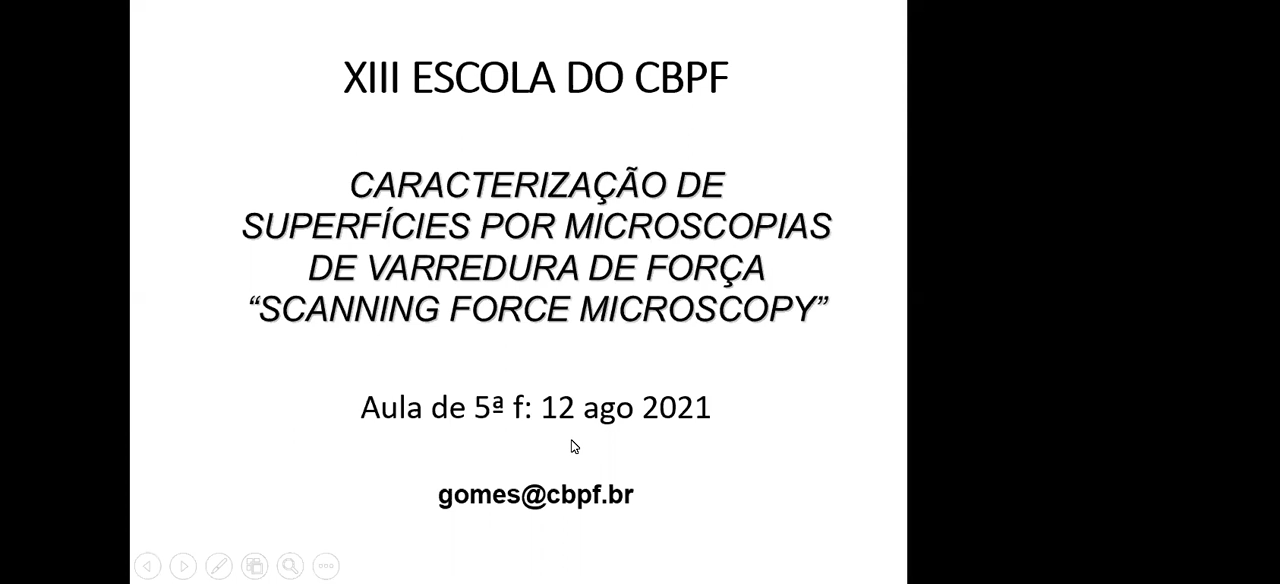 XIII ESCOLA DO CBPF
CARACTERIZAÇÃO DE
SUPERFÍCIES POR MICROSCOPIAS
DE VARREDURA DE FORÇA
“SCANNING FORCE MICROSCOPY”
Aula de 5ª f: 12 ago 2021
gomes@cbpf.br